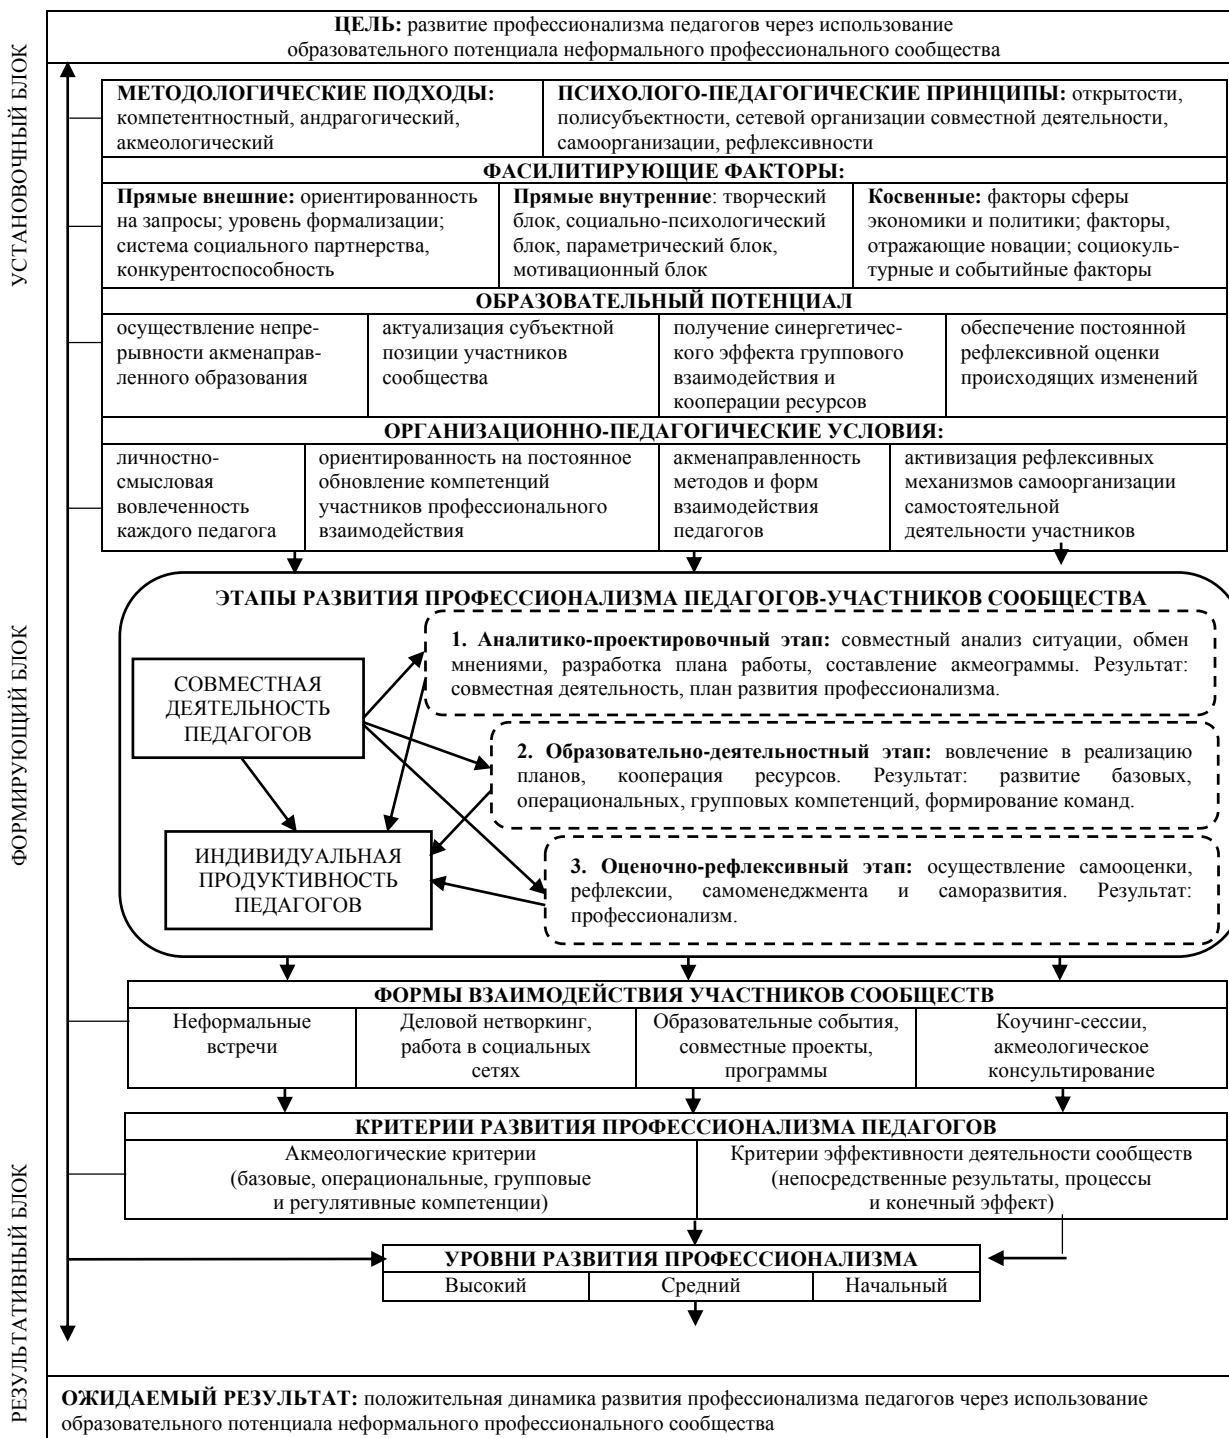 ЦЕЛЬ: развитие профессионализма педагогов через использование
образовательного потенциала неформального профессионального сообщества
УСТАНОВОЧНЫЙ БЛОК
МЕТОДОЛОГИЧЕСКИЕ ПОДХОДЫ:
компетентностный, андрагогический,
акмеологический
ПСИХОЛОГО-ПЕДАГОГИЧЕСКИЕ ПРИНЦИПЫ: открытости,
полисубъектности, сетевой организации совместной деятельности,
самоорганизации, рефлексивности
ФАСИЛИТИРУЮЩИЕ ФАКТОРЫ:
Прямые внешние: ориентированность
на запросы; уровень формализации;
система социального партнерства,
конкурентоспособность
Прямые внутренние: творческий
блок, социально-психологический
блок, параметрический блок,
мотивационный блок
Косвенные: факторы сферы
экономики и политики; факторы,
отражающие новации; социокуль-
турные и событийные факторы
ОБРАЗОВАТЕЛЬНЫЙ ПОТЕНЦИАЛ
осуществление непре-
рывности акменаправ-
ленного образования
актуализация субъектной
позиции участников
сообщества
получение синергетичес-
кого эффекта группового
взаимодействия и
кооперации ресурсов
обеспечение постоянной
рефлексивной оценки
происходящих изменений
ОРГАНИЗАЦИОННО-ПЕДАГОГИЧЕСКИЕ УСЛОВИЯ:
личностно-
смысловая
вовлеченность
каждого педагога
ориентированность на постоянное
обновление компетенций
участников профессионального
взаимодействия
акменаправленность
методов и форм
взаимодействия
педагогов
активизация рефлексивных
механизмов самоорганизации
самостоятельной
деятельности участников
ФОРМИРУЮЩИЙ БЛОК
ЭТАПЫ РАЗВИТИЯ ПРОФЕССИОНАЛИЗМА ПЕДАГОГОВ-УЧАСТНИКОВ СООБЩЕСТВА
СОВМЕСТНАЯ
ДЕЯТЕЛЬНОСТЬ
ПЕДАГОГОВ
1. Аналитико-проектировочный этап: совместный анализ ситуации, обмен
мнениями, разработка плана работы, составление акмеограммы. Результат:
совместная деятельность, план развития профессионализма.
2. Образовательно-деятельностный этап: вовлечение в реализацию
планов, кооперация ресурсов. Результат: развитие базовых,
операциональных, групповых компетенций, формирование команд.
ИНДИВИДУАЛЬНАЯ
ПРОДУКТИВНОСТЬ
ПЕДАГОГОВ
3. Оценочно-рефлексивный этап: осуществление самооценки,
рефлексии, самоменеджмента и саморазвития. Результат:
профессионализм.
ФОРМЫ ВЗАИМОДЕЙСТВИЯ УЧАСТНИКОВ СООБЩЕСТВ
Неформальные
встречи
Деловой нетворкинг,
работа в социальных
сетях
Образовательные события,
совместные проекты,
программы
Коучинг-сессии,
акмеологическое
консультирование
РЕЗУЛЬТАТИВНЫЙ БЛОК
КРИТЕРИИ РАЗВИТИЯ ПРОФЕССИОНАЛИЗМА ПЕДАГОГОВ
Акмеологические критерии
(базовые, операциональные, групповые
и регулятивные компетенции)
Критерии эффективности деятельности сообществ
(непосредственные результаты, процессы
и конечный эффект)
УРОВНИ РАЗВИТИЯ ПРОФЕССИОНАЛИЗМА
Высокий
Средний
Начальный
ОЖИДАЕМЫЙ РЕЗУЛЬТАТ: положительная динамика развития профессионализма педагогов через использование
образовательного потенциала неформального профессионального сообщества